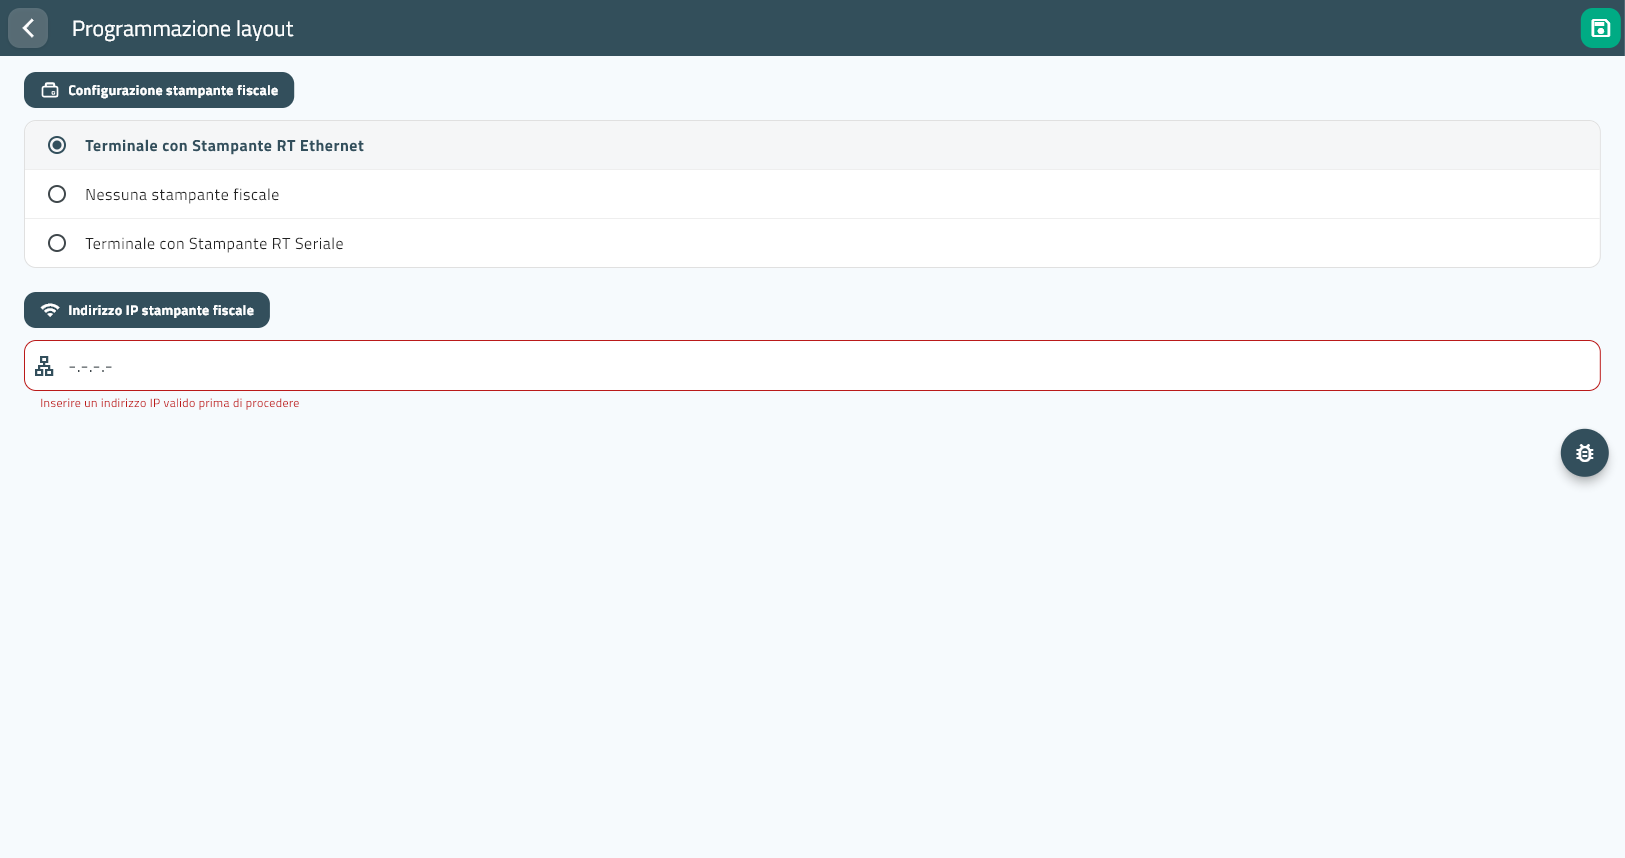 Programmazione layout
Configurazione stampante fiscale
Terminale con Stampante RT Ethernet
Nessuna stampante fiscale
Terminale con Stampante RT Seriale
Indirizzo IP stampante fiscale
-.-.-.-
Inserire un indirizzo IP valido prima di procedere